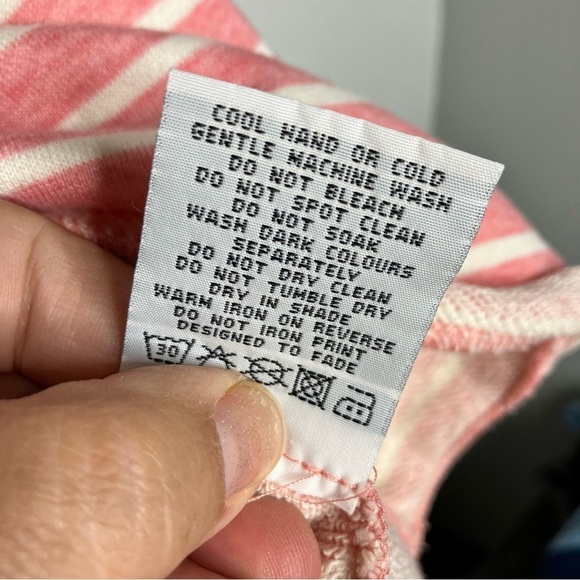 COOL HAND OR COLD
GENTLE MACHINE WASH
DO NOT BLEACH
DO NOT SPOT CLEAN
DO NOT SOAK
WASH DARK COLOURS
SEPARATELY
DO NOT DRY CLEAN
DO NOT TUMBLE DRY
DRY IN SHADE
WARM IRON ON REVERSE
DO NOT IRON PRINT
DESIGNED TO FADE
30